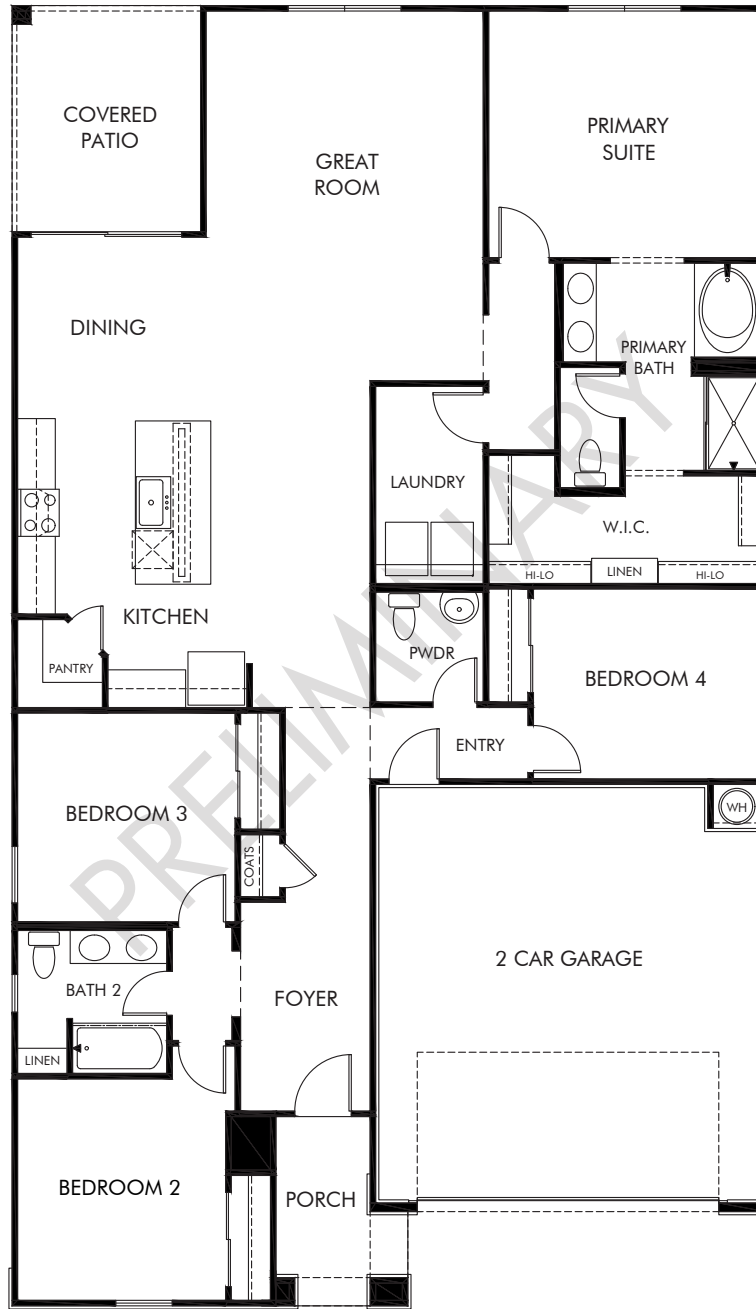 COVERED
PATIO
GREAT
ROOM
PRIMARY
SUITE
DINING
PRIMARY
BATH
LAUNDRY
W.I.C.
HI-LO
LINEN
HI-LO
KITCHEN
PANTRY
PWDR
BEDROOM 4
ENTRY
WH
BEDROOM 3
COATS
2 CAR GARAGE
BATH 2
FOYER
LINEN
BEDROOM 2
PORCH
PRELIMINARY